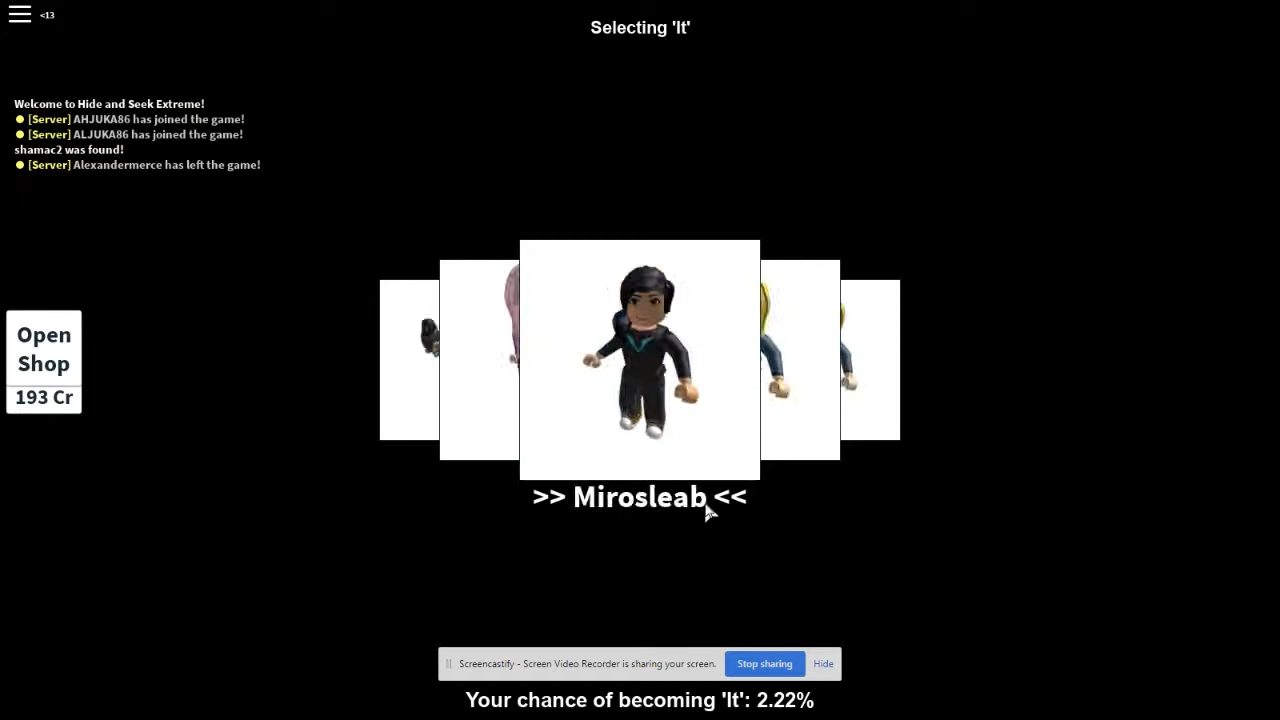 <13
Selecting 'It'
Welcome to Hide and Seek Extreme!
[Server] AHJUKA86 has joined the game!
[Server] ALJUKA86 has joined the game!
shamac2 was found!
[Server] Alexandermerce has left the game!
Open
Shop
193 Cr
>> Mirosleab <<
Screencastify - Screen Video Recorder is sharing your screen.
Stop sharing
Hide
Your chance of becoming 'It': 2.22%